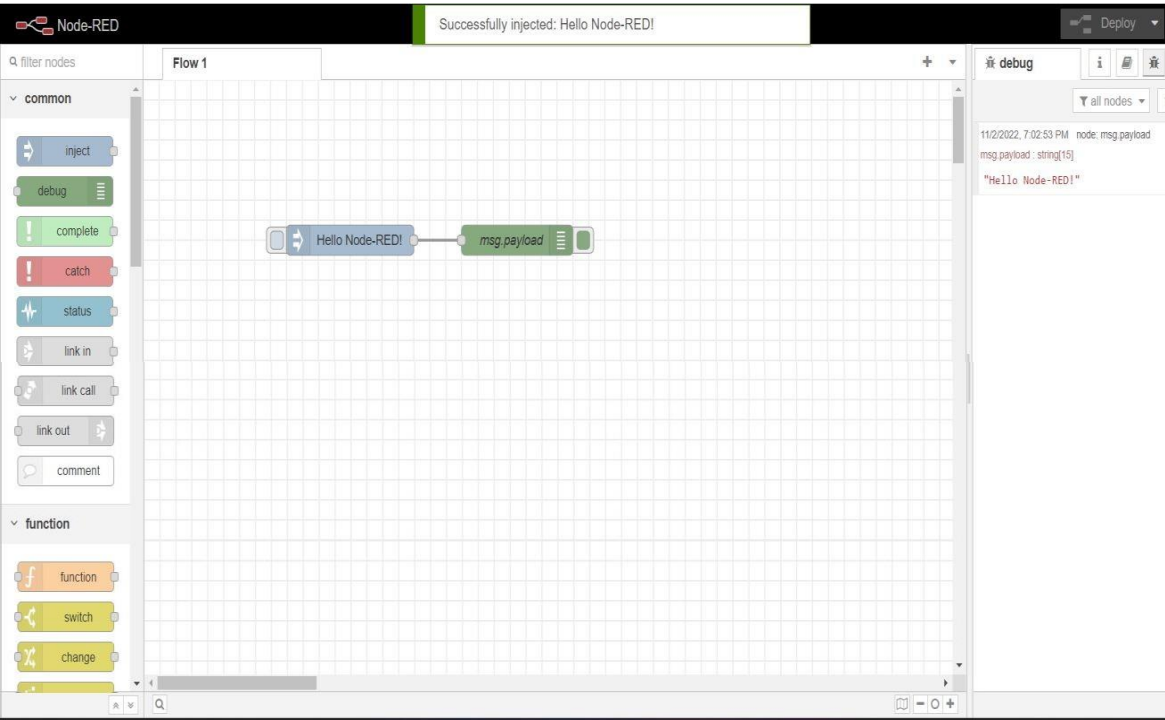 Node-RED
Successfully injected: Hello Node-RED!
Deploy
filter nodes
Flow 1
debug
i
common
all nodes
inject
debug
complete
catch
status
link in
link call
link out
comment
function
function
switch
change
Hello Node-RED!
msg.payload
11/2/2022, 7:02:53 PM node: msg.payload
msg.payload : string[15]
"Hello Node-RED!"